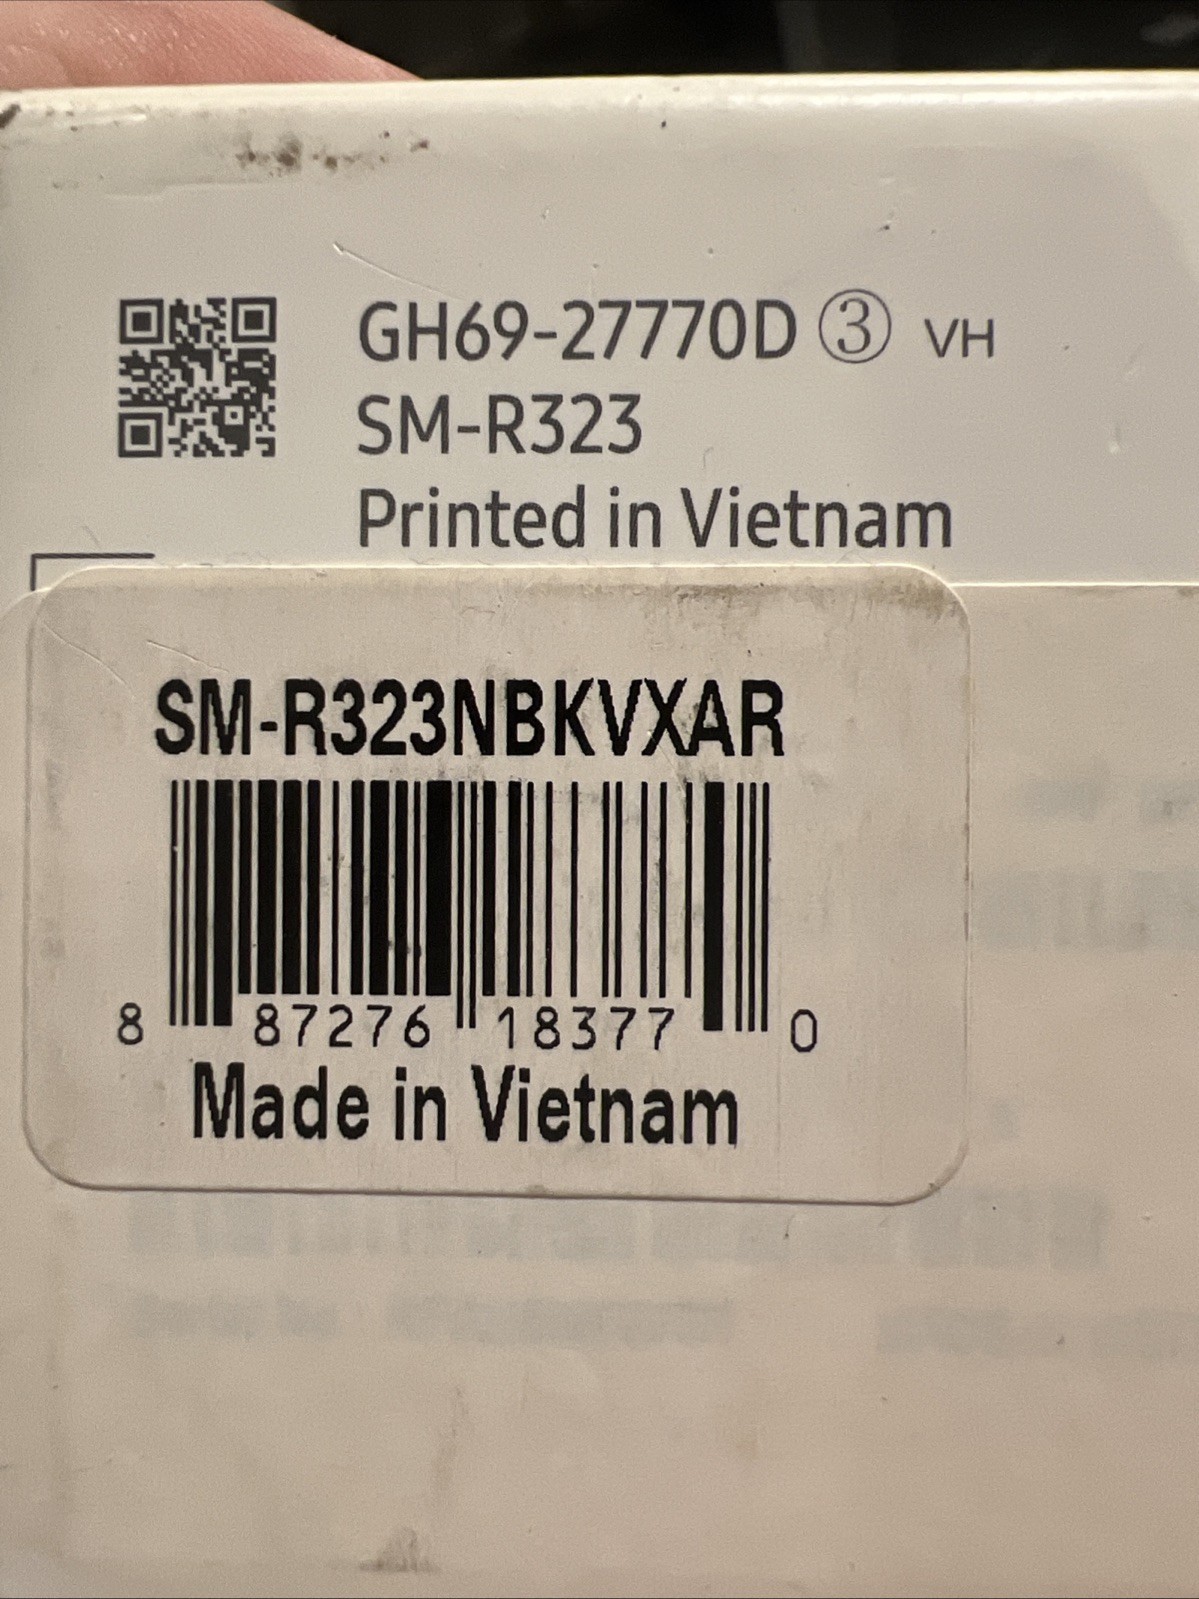 GH69-27770D ③ VH
SM-R323
Printed in Vietnam
SM-R323NBKVXAR
8 87276 18377 0
Made in Vietnam